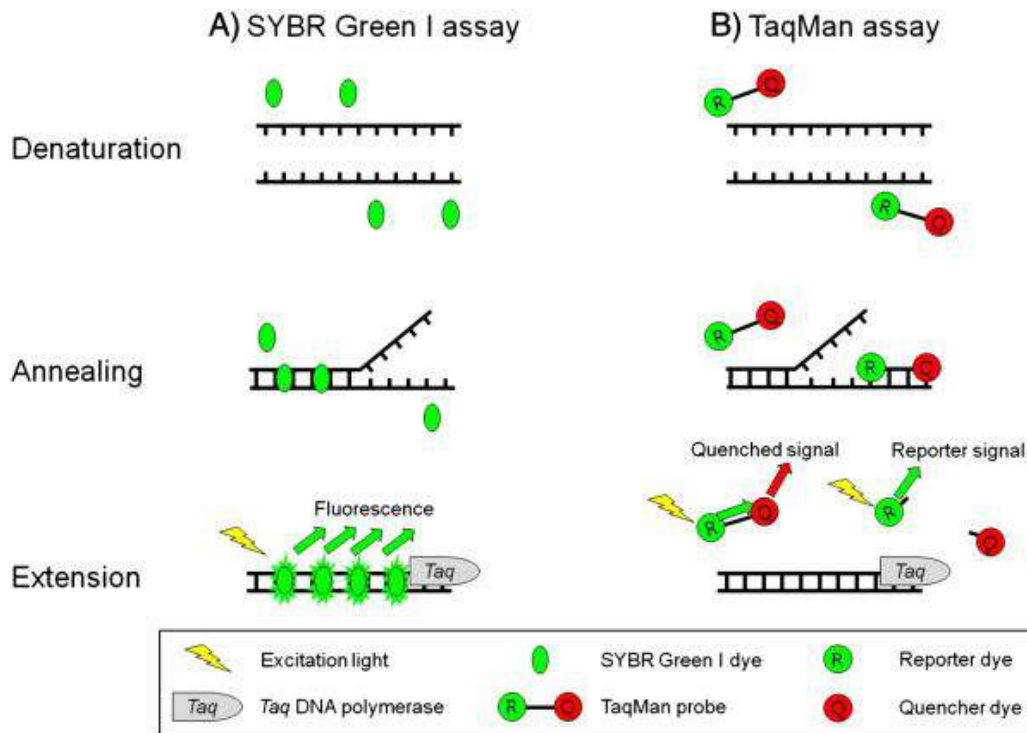 A) SYBR Green I assay
B) TaqMan assay
Denaturation
R
Q
R
Q
Annealing
R
Q
R
Q
Extension
Fluorescence
Taq
Quenched signal
Reporter signal
R
Q
R
Q
Taq
Excitation light
SYBR Green I dye
R
Reporter dye
Taq
Taq DNA polymerase
R
Q
TaqMan probe
Q
Quencher dye